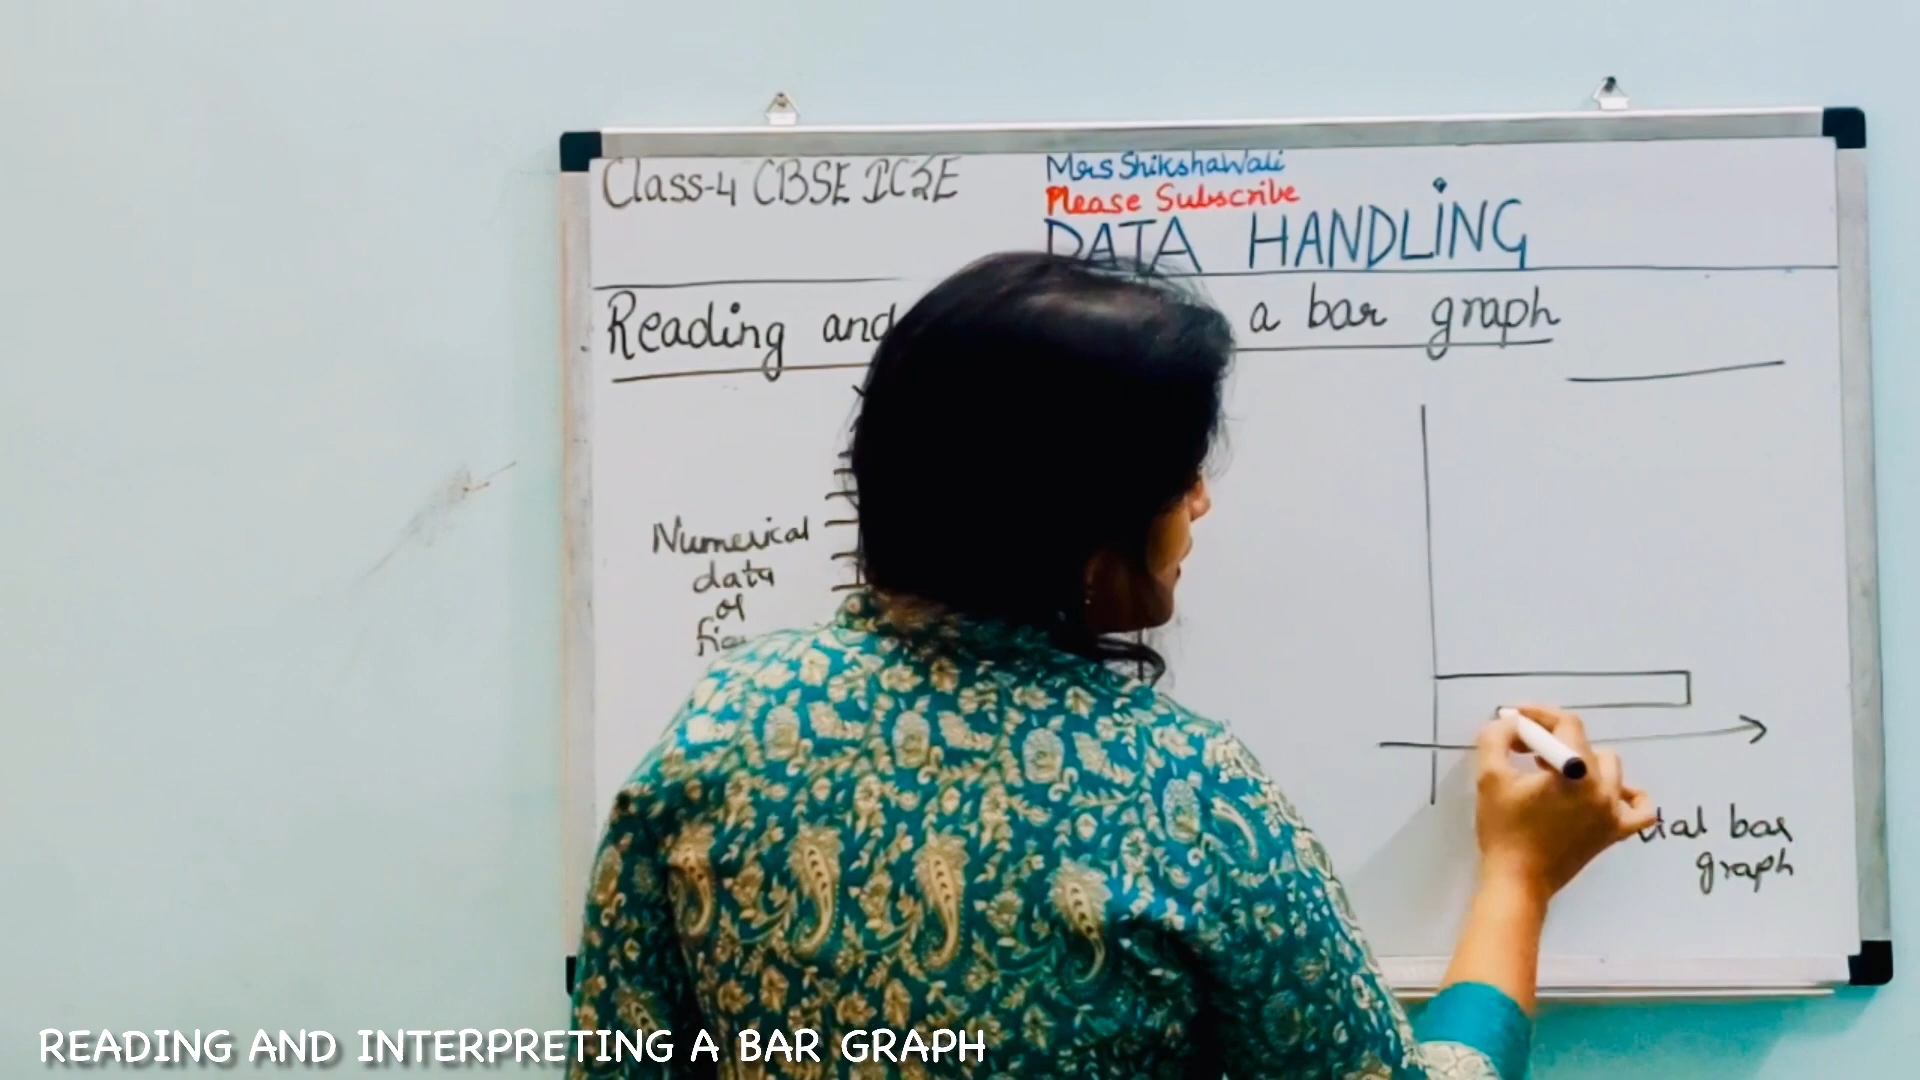 Class-4 CBSE ICSE
Mrs ShikshaWali
Please Subscribe
DATA HANDLING
Reading and a bar graph
Numerical
data
of
bar
graph
READING AND INTERPRETING A BAR GRAPH